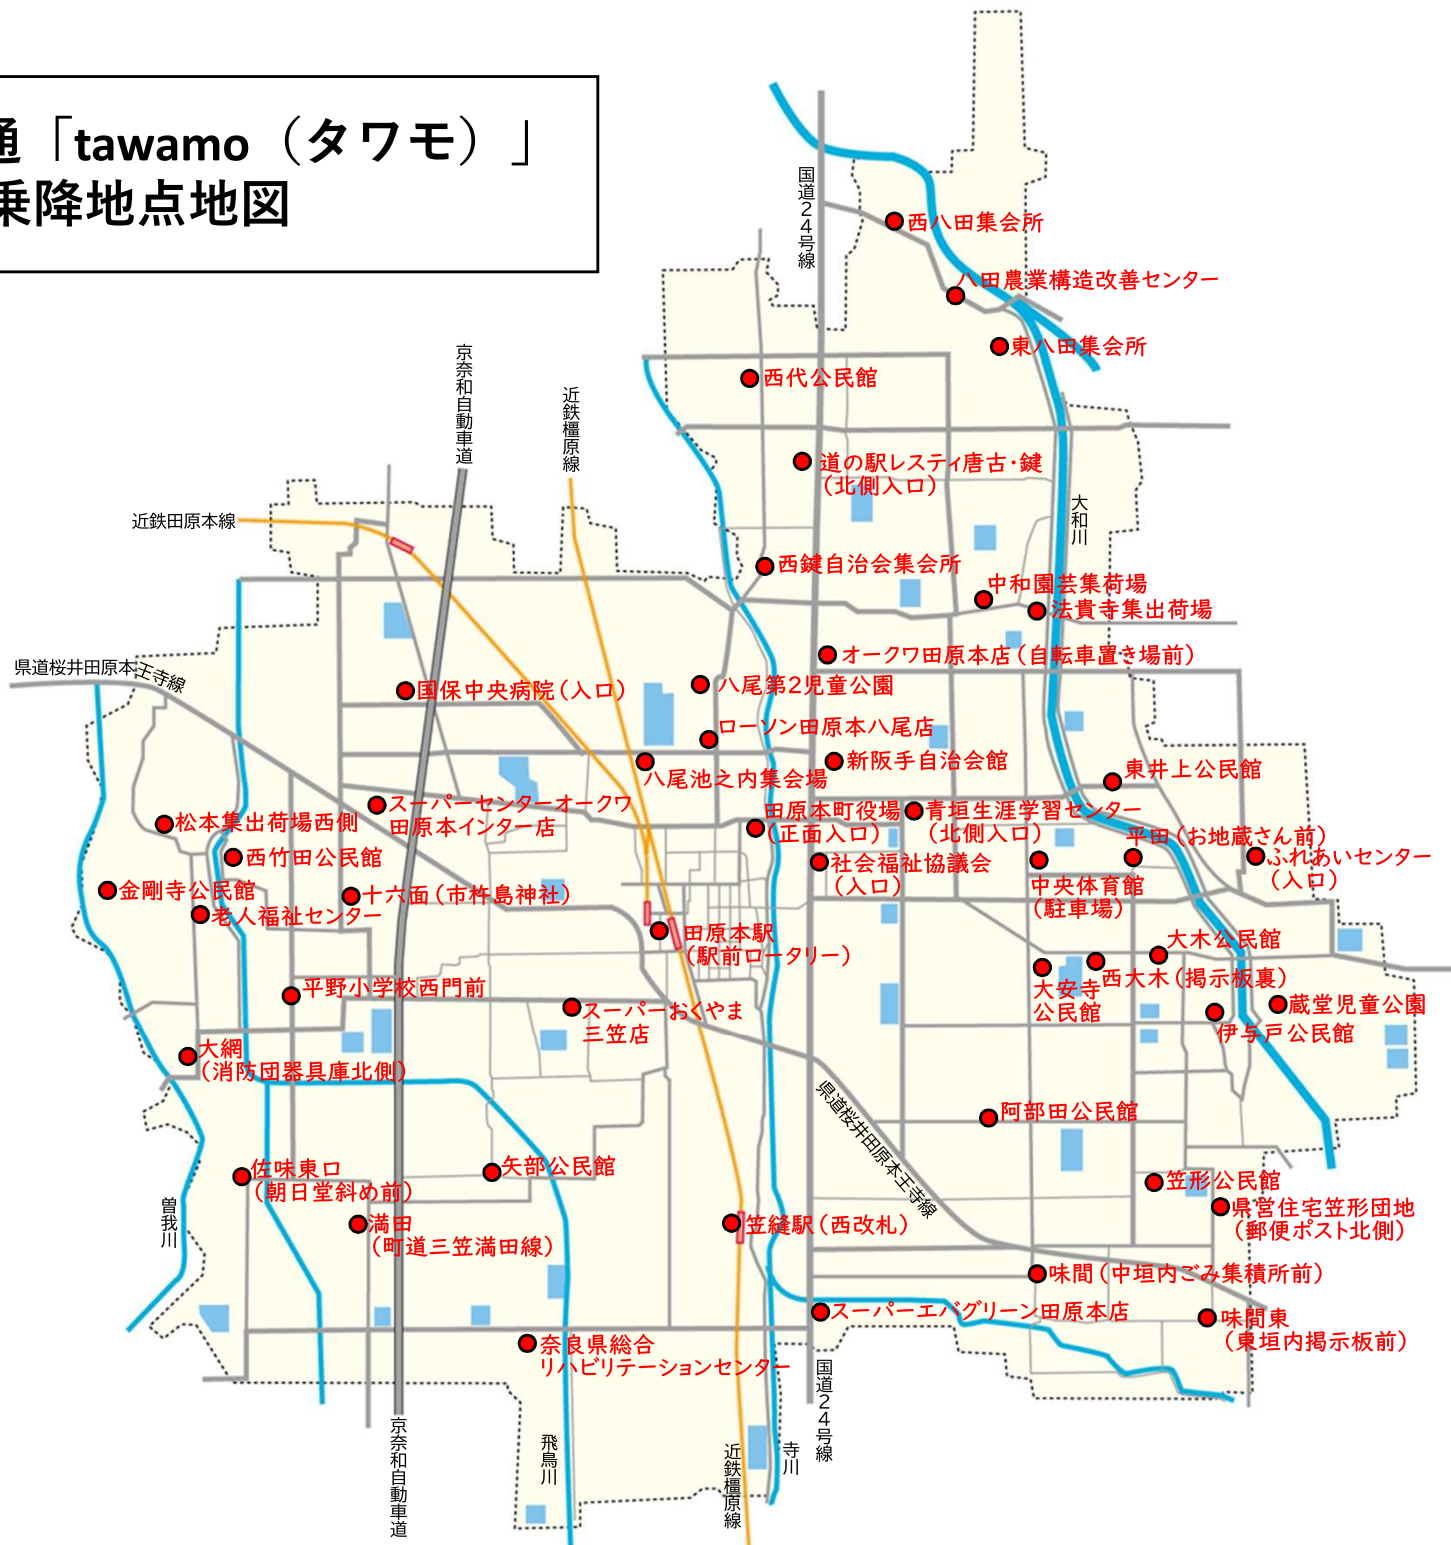 通「tawamo（タワモ）」
乗降地点地図
国道24号線
西八田集会所
八田農業構造改善センター
東八田集会所
京奈和自動車道
近鉄橿原線
西代公民館
道の駅レスティ唐古・鍵
（北側入口）
大和川
近鉄田原本線
西鍵自治会集会所
中和園芸集荷場
法貴寺集出荷場
オークワ田原本店（自転車置き場前）
県道桜井田原本王寺線
国保中央病院（入口）
八尾第2児童公園
ローソン田原本八尾店
新阪手自治会館
八尾池之内集会場
東井上公民館
スーパーセンターオークワ
田原本インター店
田原本町役場
（正面入口）
青垣生涯学習センター
（北側入口）
松本集出荷場西側
平田（お地蔵さん前）
西竹田公民館
社会福祉協議会
（入口）
中央体育館
（駐車場）
ふれあいセンター
（入口）
金剛寺公民館
十六面（市杵島神社）
老人福祉センター
田原本駅
（駅前ロータリー）
大木公民館
西大木（掲示板裏）
大安寺
公民館
平野小学校西門前
スーパーおくやま
三笠店
蔵堂児童公園
伊与戸公民館
大網
（消防団器具庫北側）
県道桜井田原本王寺線
阿部田公民館
佐味東口
（朝日堂斜め前）
矢部公民館
笠形公民館
県営住宅笠形団地
（郵便ポスト北側）
曽我川
満田
（町道三笠満田線）
笠縫駅（西改札）
味間（中垣内ごみ集積所前）
スーパーエバグリーン田原本店
味間東
（東垣内掲示板前）
奈良県総合
リハビリテーションセンター
国道24号線
京奈和自動車道
飛鳥川
近鉄橿原線
寺川